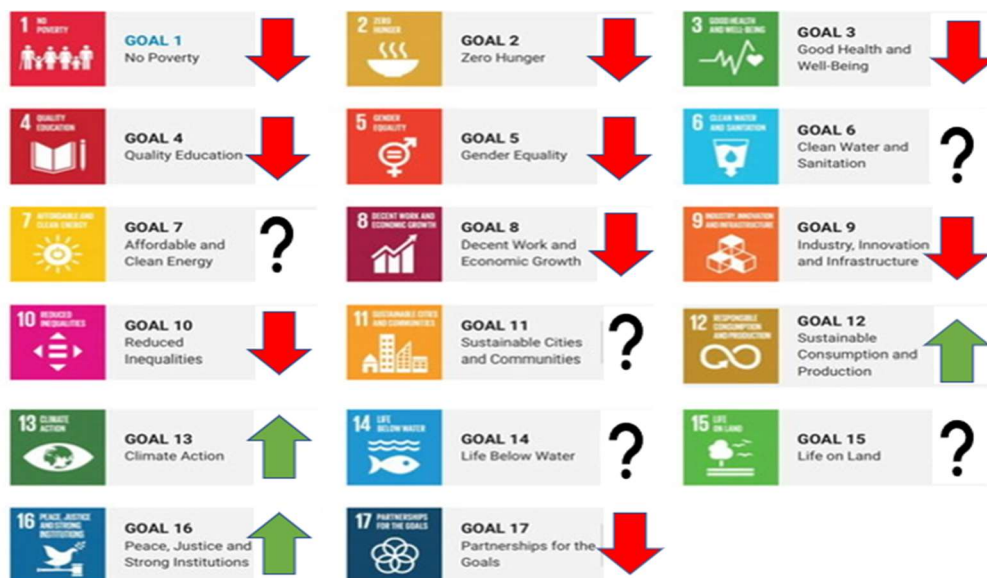 1 NO
POVERTY
GOAL 1
No Poverty
2 ZERO
HUNGER
GOAL 2
Zero Hunger
3 GOOD HEALTH
AND WELL-BEING
GOAL 3
Good Health and
Well-Being
4 QUALITY
EDUCATION
GOAL 4
Quality Education
5 GENDER
EQUALITY
GOAL 5
Gender Equality
6 CLEAN WATER
AND SANITATION
GOAL 6
Clean Water and
Sanitation
?
7 AFFORDABLE AND
CLEAN ENERGY
GOAL 7
Affordable and
Clean Energy
?
8 DECENT WORK AND
ECONOMIC GROWTH
GOAL 8
Decent Work and
Economic Growth
9 INDUSTRY, INNOVATION
AND INFRASTRUCTURE
GOAL 9
Industry, Innovation
and Infrastructure
10 REDUCED
INEQUALITIES
GOAL 10
Reduced
Inequalities
11 SUSTAINABLE CITIES
AND COMMUNITIES
GOAL 11
Sustainable Cities
and Communities
?
12 RESPONSIBLE
CONSUMPTION
AND PRODUCTION
GOAL 12
Sustainable
Consumption and
Production
13 CLIMATE
ACTION
GOAL 13
Climate Action
14 LIFE
BELOW WATER
GOAL 14
Life Below Water
?
15 LIFE
ON LAND
GOAL 15
Life on Land
?
16 PEACE, JUSTICE
AND STRONG
INSTITUTIONS
GOAL 16
Peace, Justice and
Strong Institutions
17 PARTNERSHIPS
FOR THE GOALS
GOAL 17
Partnerships for the
Goals